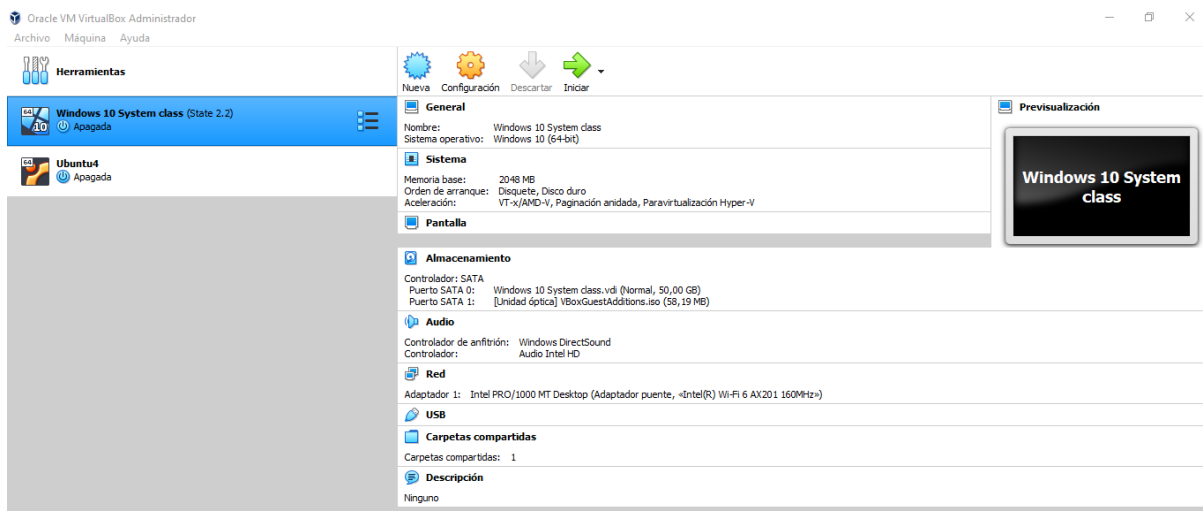 Oracle VM VirtualBox Administrador
Archivo Máquina Ayuda
Herramientas
64
10
Windows 10 System class (State 2.2)
Apagada
64
Ubuntu4
Apagada
Nueva Configuración Descartar Iniciar
General
Nombre: Windows 10 System class
Sistema operativo: Windows 10 (64-bit)
Sistema
Memoria base: 2048 MB
Orden de arranque: Disquete, Disco duro
Aceleración: VT-x/AMD-V, Paginación anidada, Paravirtualización Hyper-V
Pantalla
Previsualización
Windows 10 System
class
Almacenamiento
Controlador: SATA
Puerto SATA 0: Windows 10 System class.vdi (Normal, 50,00 GB)
Puerto SATA 1: [Unidad óptica] VBoxGuestAdditions.iso (58,19 MB)
Audio
Controlador de anfitrión: Windows DirectSound
Controlador: Audio Intel HD
Red
Adaptador 1: Intel PRO/1000 MT Desktop (Adaptador puente, «Intel(R) Wi-Fi 6 AX201 160MHz»)
USB
Carpetas compartidas
Carpetas compartidas: 1
Descripción
Ninguno